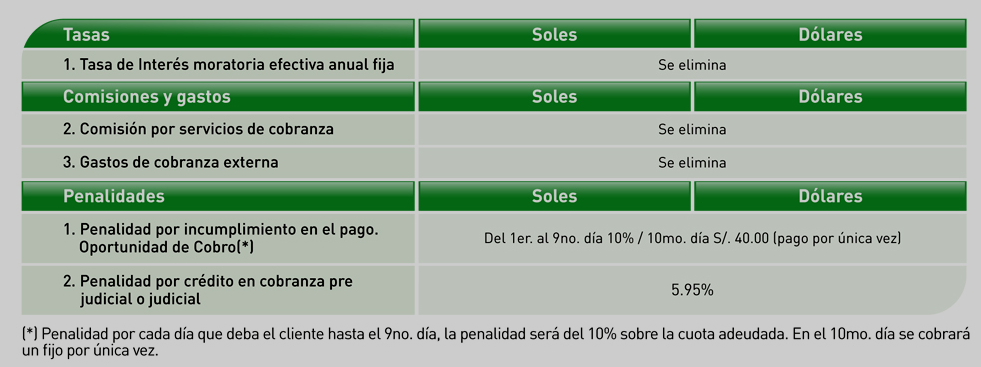 Tasas Soles Dólares
1. Tasa de Interés moratoria efectiva anual fija Se elimina
Comisiones y gastos Soles Dólares
2. Comisión por servicios de cobranza Se elimina
3. Gastos de cobranza externa Se elimina
Penalidades Soles Dólares
1. Penalidad por incumplimiento en el pago.
Oportunidad de Cobro(*)
Del 1er. al 9no. día 10% / 10mo. día S/. 40.00 (pago por única vez)
2. Penalidad por crédito en cobranza pre
judicial o judicial
5.95%
(*) Penalidad por cada día que deba el cliente hasta el 9no. día, la penalidad será del 10% sobre la cuota adeudada. En el 10mo. día se cobrará
un fijo por única vez.